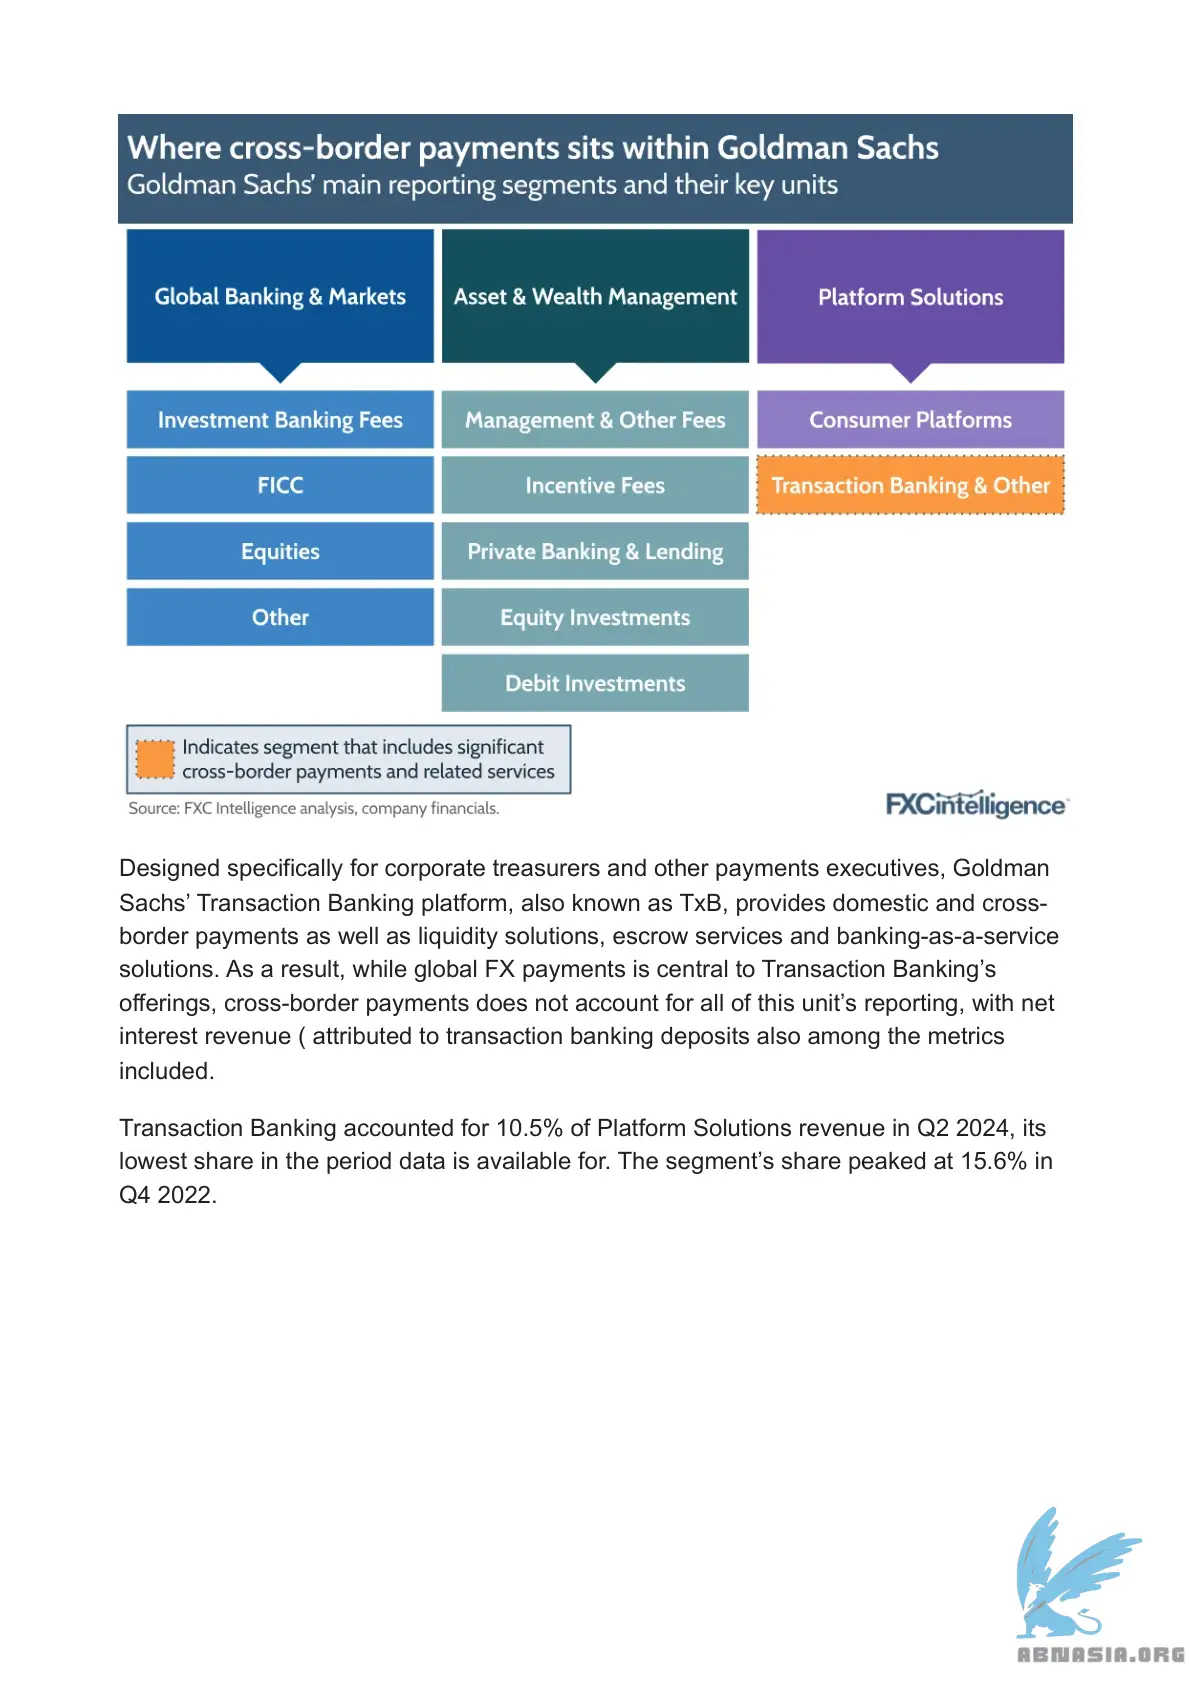 Where cross-border payments sits within Goldman Sachs
Goldman Sachs’ main reporting segments and their key units
Global Banking & Markets
Investment Banking Fees
FICC
Equities
Other
Asset & Wealth Management
Management & Other Fees
Incentive Fees
Private Banking & Lending
Equity Investments
Debit Investments
Platform Solutions
Consumer Platforms
Transaction Banking & Other
Indicates segment that includes significant
cross-border payments and related services
Source: FXC Intelligence analysis, company financials.
FXCintelligence™
Designed specifically for corporate treasurers and other payments executives, Goldman
Sachs’ Transaction Banking platform, also known as TxB, provides domestic and cross-
border payments as well as liquidity solutions, escrow services and banking-as-a-service
solutions. As a result, while global FX payments is central to Transaction Banking’s
offerings, cross-border payments does not account for all of this unit’s reporting, with net
interest revenue ( attributed to transaction banking deposits also among the metrics
included.
Transaction Banking accounted for 10.5% of Platform Solutions revenue in Q2 2024, its
lowest share in the period data is available for. The segment’s share peaked at 15.6% in
Q4 2022.
ABNASIA.ORG